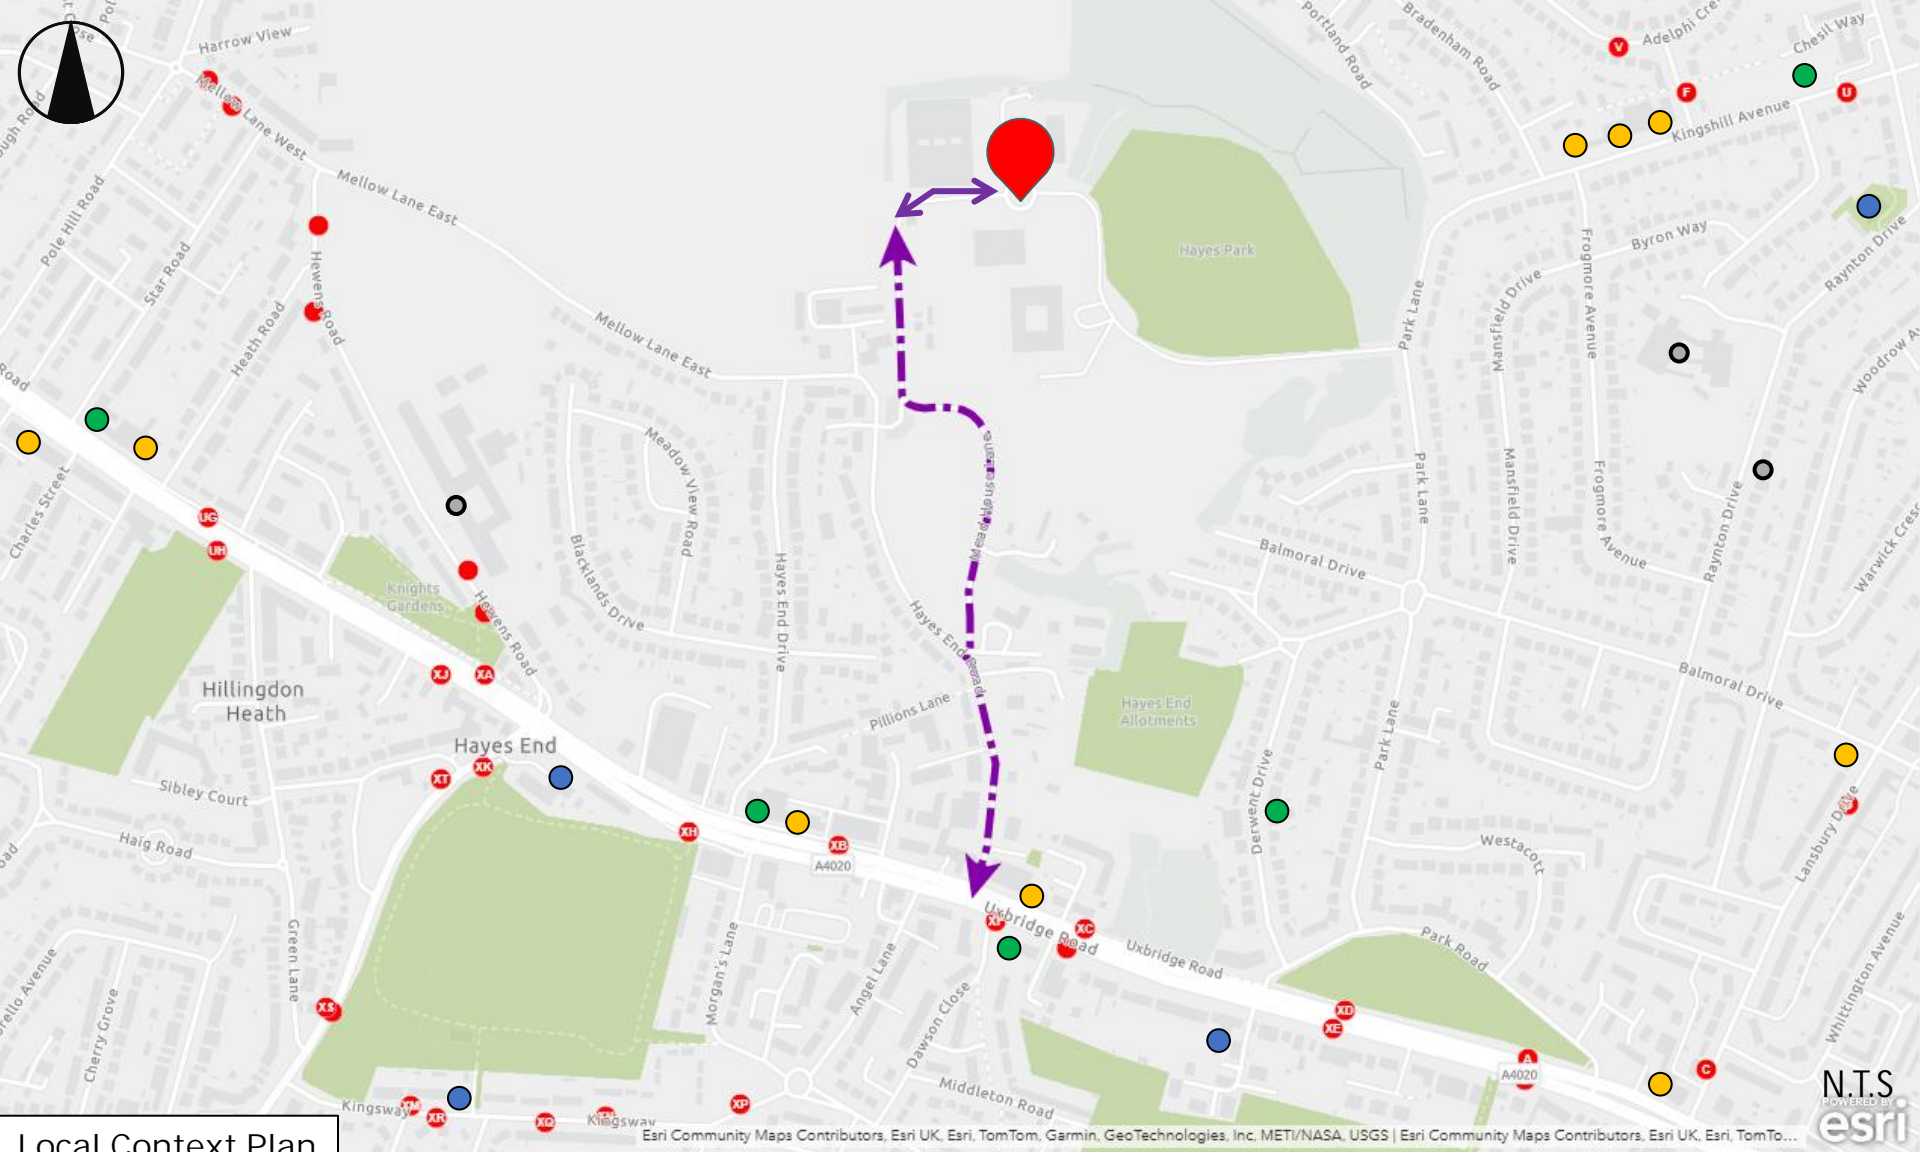 Harrow View
Mellow Lane West
Mellow Lane East
Pole Hill Road
Star Road
Heath Road
Hewens Road
Mellow Lane East
Portland Road
Bradenham Road
Chesil Way
V
F
U
Kingshill Avenue
Hayes Park
Byron Way
Raynton Drive
Park Lane
Mansfield Drive
Frogmore Avenue
Road
Charles Street
UG
UH
Meadow View Road
Blacklands Drive
Hayes End Drive
Knights
Gardens
Hewens Road
Park Lane
Mansfield Drive
Frogmore Avenue
Raynton Drive
Balmoral Drive
Hayes End Road
XJ
XA
Hillingdon
Heath
Hayes End
Pillions Lane
Hayes End
Allotments
Park Lane
Balmoral Drive
XT
XK
Sibley Court
Haig Road
XH
XB
A4020
Derwent Drive
Westacott
Lansbury Drive
Uxbridge Road
XC
Uxbridge Road
Park Road
Green Lane
Morgan's Lane
Angel Lane
Dawson Close
Cherry Grove
Whittington Avenue
XS
XD
XE
A
A4020
C
Middleton Road
Kingsway
XR
XQ
Kingsway
XP
N.T.S
POWERED BY
esri
Local Context Plan
Esri Community Maps Contributors, Esri UK, Esri, TomTom, Garmin, GeoTechnologies, Inc, METI/NASA, USGS | Esri Community Maps Contributors, Esri UK, Esri, TomTo...